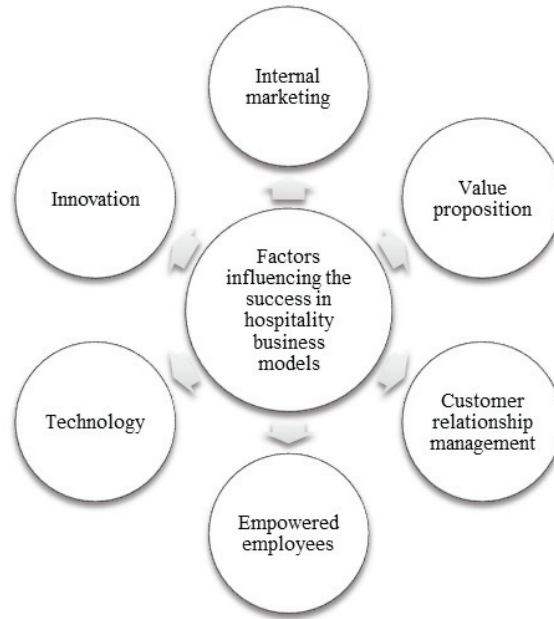 Internal
marketing
Innovation
Value
proposition
Factors
influencing the
success in
hospitality
business
models
Technology
Customer
relationship
management
Empowered
employees